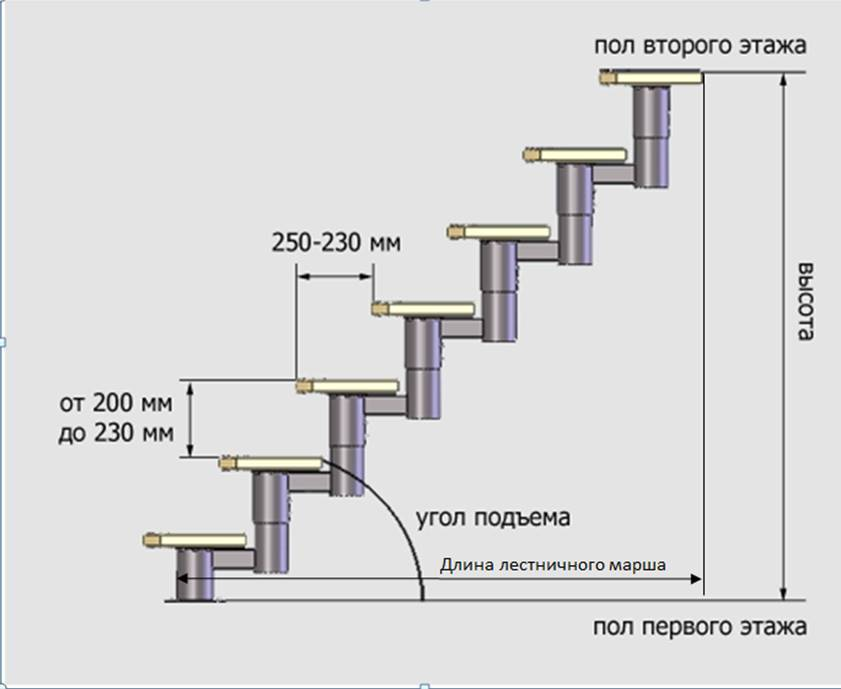 пол второго этажа
250-230 мм
высота
от 200 мм
до 230 мм
угол подъема
Длина лестничного марша
пол первого этажа